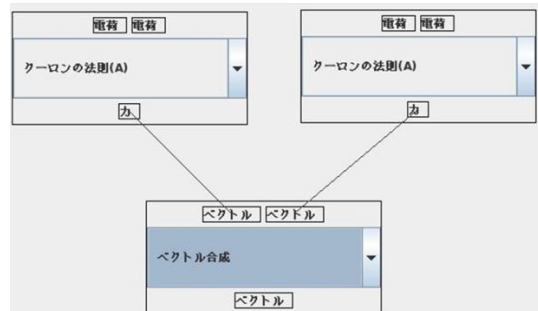 電荷 電荷
クーロンの法則(A)
力
電荷 電荷
クーロンの法則(A)
力
ベクトル ベクトル
ベクトル合成
ベクトル